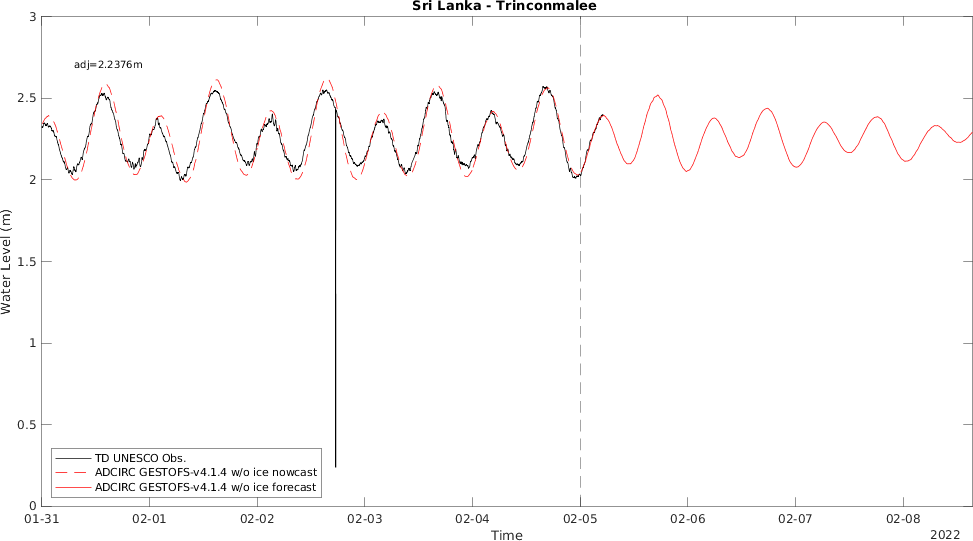 Sri Lanka - Trinconmalee
3
adj=2.2376m
2.5
2
1.5
Water Level (m)
1
0.5
TD UNESCO Obs.
ADCIRC GESTOFS-v4.1.4 w/o ice nowcast
ADCIRC GESTOFS-v4.1.4 w/o ice forecast
0
01-31 02-01 02-02 02-03 02-04 02-05 02-06 02-07 02-08
Time
2022